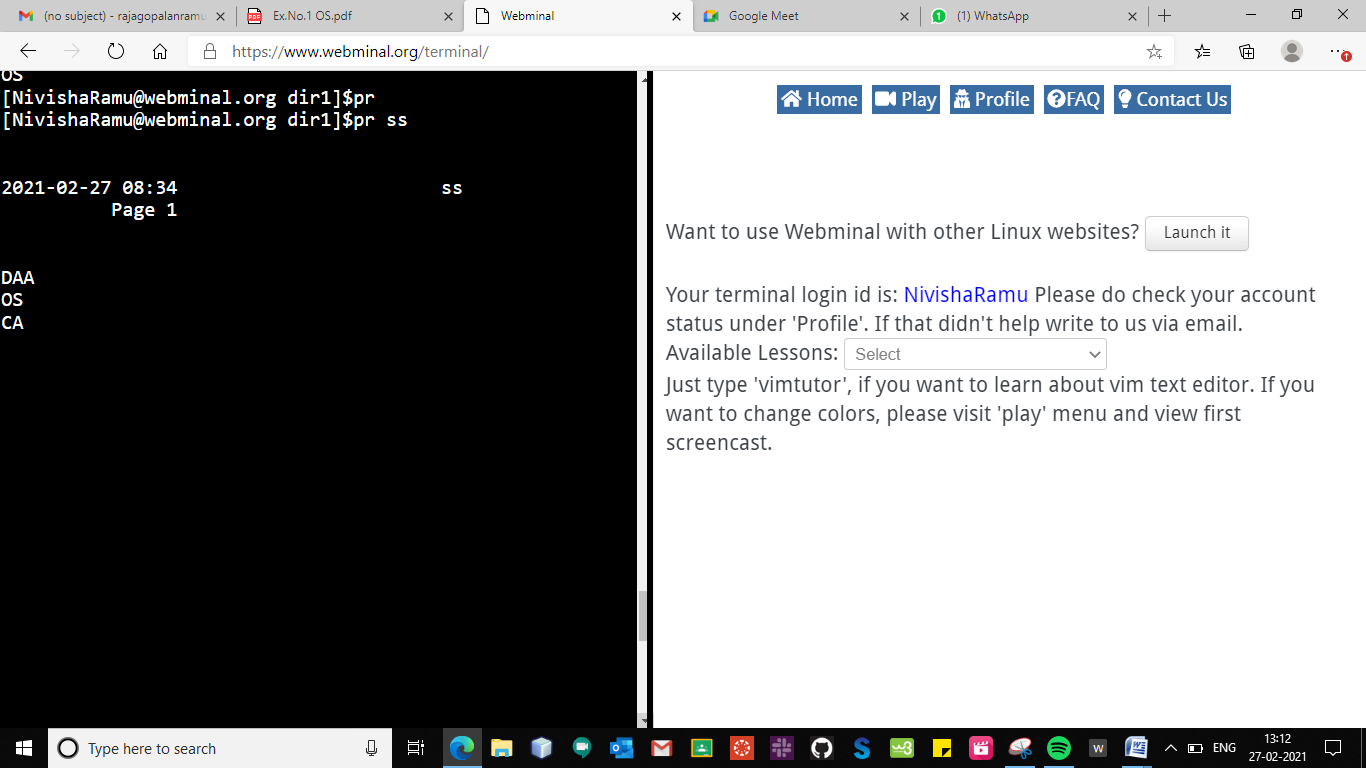 (no subject) - rajagopalanramu
Ex.No.1 OS.pdf
Webminal
Google Meet
(1) WhatsApp
https://www.webminal.org/terminal/
OS
[NivishaRamu@webminal.org dir1]$pr
[NivishaRamu@webminal.org dir1]$pr ss
2021-02-27 08:34 ss
Page 1
DAA
OS
CA
Home Play Profile FAQ Contact Us
Want to use Webminal with other Linux websites? Launch it
Your terminal login id is: NivishaRamu Please do check your account
status under 'Profile'. If that didn't help write to us via email.
Available Lessons: Select
Just type 'vimtutor', if you want to learn about vim text editor. If you
want to change colors, please visit 'play' menu and view first
screencast.
Type here to search
ENG
13:12
27-02-2021